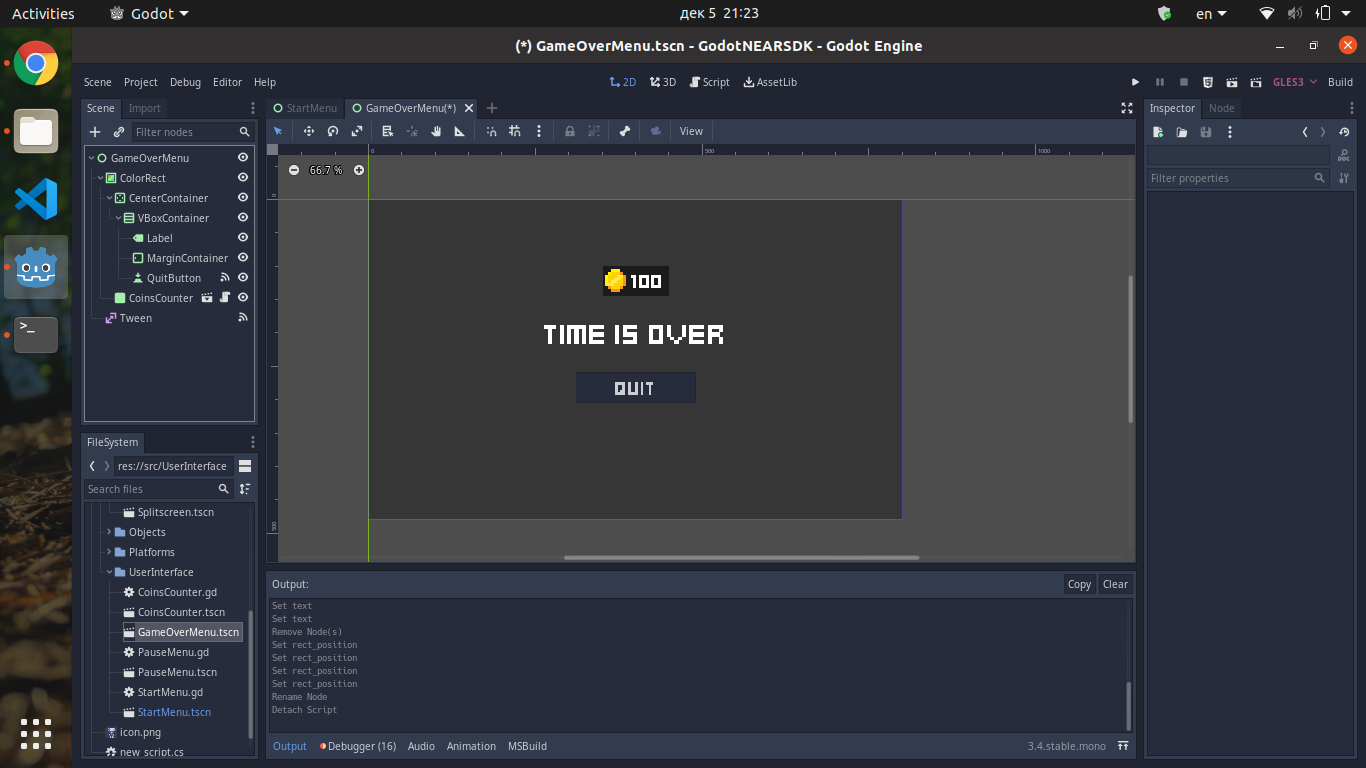 Activities Godot дек 5 21:23 en
(*) GameOverMenu.tscn - GodotNEARSDK - Godot Engine
Scene Project Debug Editor Help 2D 3D Script AssetLib GLES3 Build
Scene Import StartMenu GameOverMenu(*) Inspector Node
Filter nodes View
GameOverMenu
ColorRect
CenterContainer
VBoxContainer
Label
MarginContainer
QuitButton
CoinsCounter
Tween
0 500 1000
66.7 %
0
500
100
TIME IS OVER
QUIT
Filter properties
FileSystem
res://src/UserInterface
Search files
Splitscreen.tscn
Objects
Platforms
UserInterface
CoinsCounter.gd
CoinsCounter.tscn
GameOverMenu.tscn
PauseMenu.gd
PauseMenu.tscn
StartMenu.gd
StartMenu.tscn
icon.png
new_script.cs
Output: Copy Clear
Set text
Set text
Remove Node(s)
Set rect_position
Set rect_position
Set rect_position
Set rect_position
Rename Node
Detach Script
Output Debugger (16) Audio Animation MSBuild 3.4.stable.mono
>_